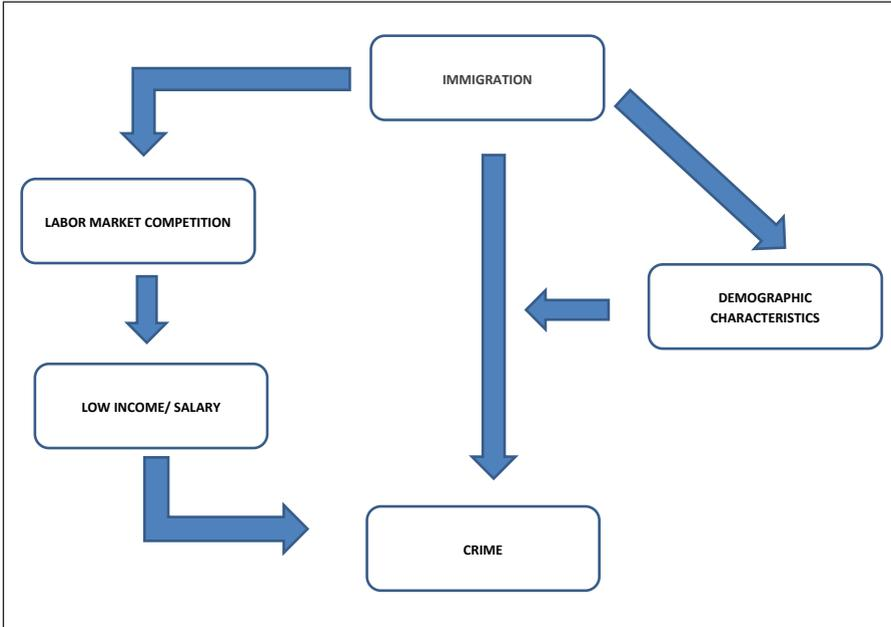 IMMIGRATION
LABOR MARKET COMPETITION
DEMOGRAPHIC
CHARACTERISTICS
LOW INCOME/ SALARY
CRIME